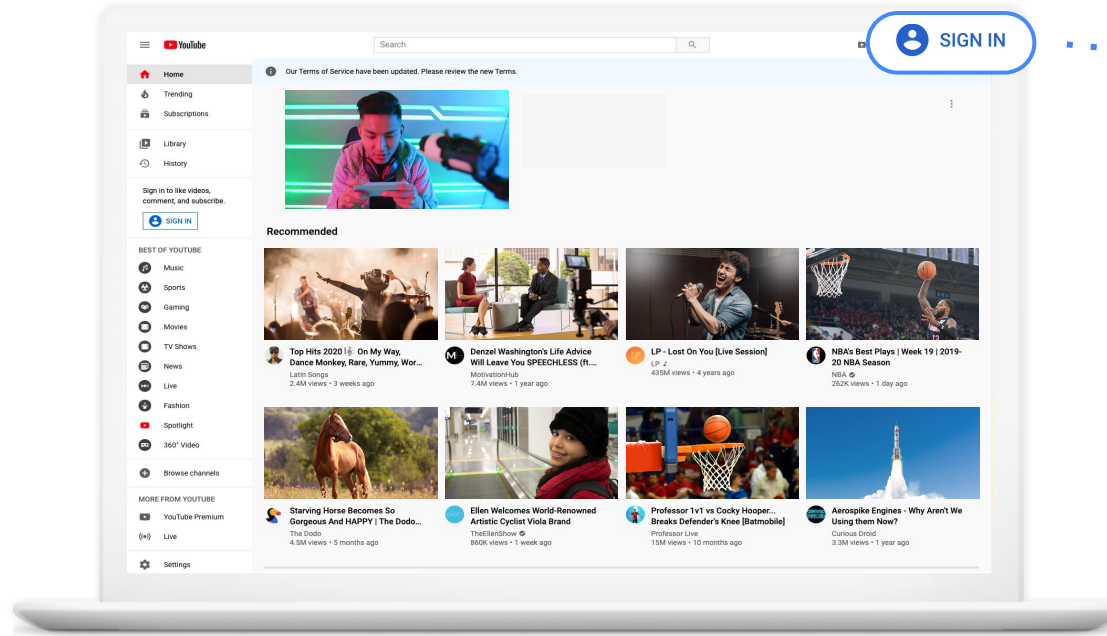 YouTube
Search
SIGN IN
Home
Trending
Subscriptions
Library
History
Sign in to like videos,
comment, and subscribe.
SIGN IN
BEST OF YOUTUBE
Music
Sports
Gaming
Movies
TV Shows
News
Live
Fashion
Spotlight
360° Video
Browse channels
MORE FROM YOUTUBE
YouTube Premium
Live
Settings
Our Terms of Service have been updated. Please review the new Terms.
Recommended
Top Hits 2020 🎼 On My Way,
Dance Monkey, Rare, Yummy, Wor...
Latin Songs
2.4M views • 3 weeks ago
Denzel Washington's Life Advice
Will Leave You SPEECHLESS (ft....
MotivationHub
7.4M views • 1 year ago
LP
LP - Lost On You [Live Session]
LP ♪
435M views • 4 years ago
NBA's Best Plays | Week 19 | 2019-
20 NBA Season
NBA
262K views • 1 day ago
Starving Horse Becomes So
Gorgeous And HAPPY | The Dodo...
The Dodo
4.5M views • 5 months ago
Ellen Welcomes World-Renowned
Artistic Cyclist Viola Brand
TheEllenShow
860K views • 1 week ago
Professor 1v1 vs Cocky Hooper...
Breaks Defender's Knee [Batmobile]
Professor Live
15M views • 10 months ago
Aerospike Engines - Why Aren't We
Using them Now?
Curious Droid
3.3M views • 1 year ago